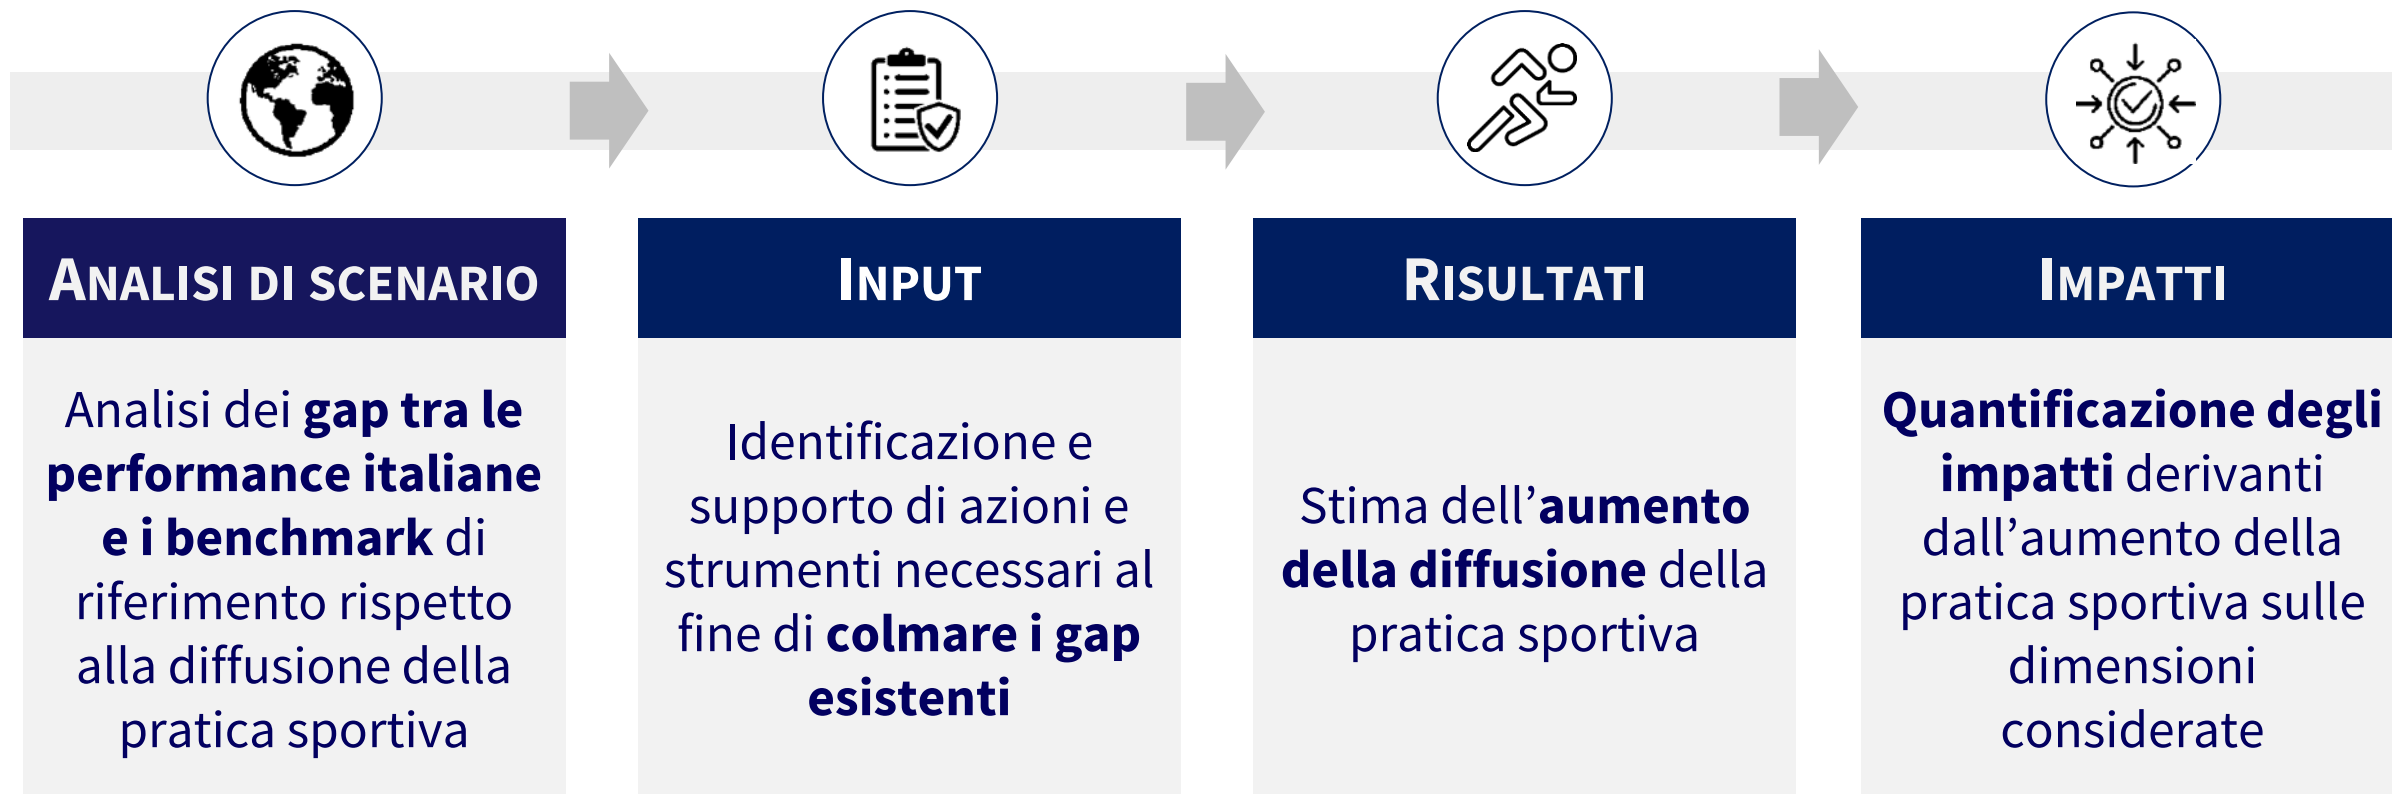 ANALISI DI SCENARIO
Analisi dei gap tra le
performance italiane
e i benchmark di
riferimento rispetto
alla diffusione della
pratica sportiva
INPUT
Identificazione e
supporto di azioni e
strumenti necessari al
fine di colmare i gap
esistenti
RISULTATI
Stima dell’aumento
della diffusione della
pratica sportiva
IMPATTI
Quantificazione degli
impatti derivanti
dall’aumento della
pratica sportiva sulle
dimensioni
considerate